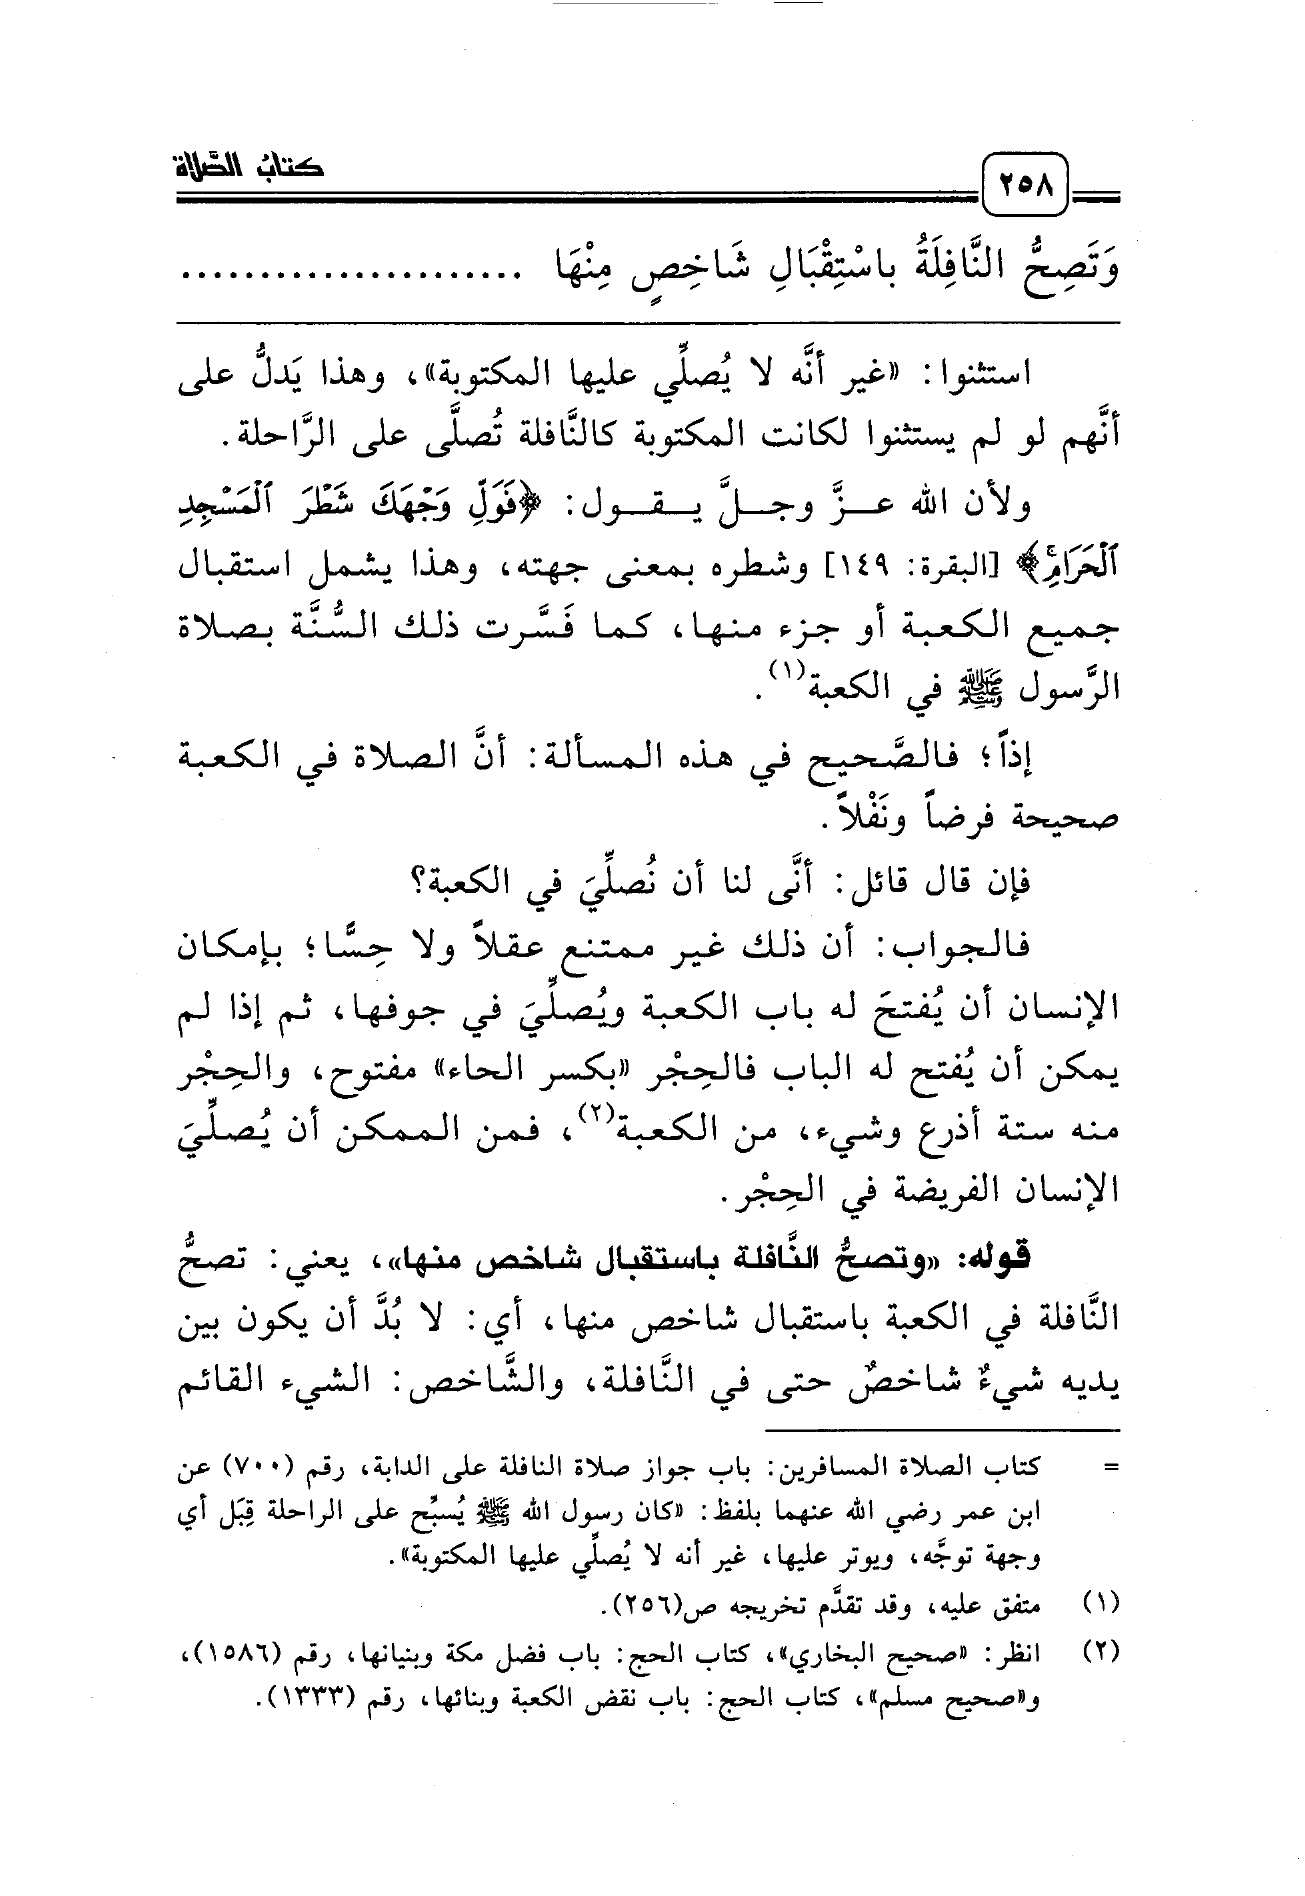 كتاب الصَّلاة
٢٥٨
وَتَصِحُّ النَّافِلَةُ بِاسْتِقْبَالِ شَاخِصٍ مِنْهَا ......................
استثنوا: «غير أنَّه لا يُصلِّي عليها المكتوبة»، وهذا يَدلُّ على
أنَّهم لو لم يستثنوا لكانت المكتوبة كالنَّافلة تُصلَّى على الرَّاحلة.
ولأن الله عــزَّ وجــلَّ يــقــول: ﴿فَوَلِّ وَجْهَكَ شَطْرَ ٱلْمَسْجِدِ
ٱلْحَرَامِۚ﴾ [البقرة: ١٤٩] وشطره بمعنى جهته، وهذا يشمل استقبال
جميع الكعبة أو جزء منها، كما فَسَّرت ذلك السُّنَّة بصلاة
الرَّسول ﷺ في الكعبة(١).
إذاً؛ فالصَّحيح في هذه المسألة: أنَّ الصلاة في الكعبة
صحيحة فرضاً ونَفْلاً.
فإن قال قائل: أنَّى لنا أن نُصلِّيَ في الكعبة؟
فالجواب: أن ذلك غير ممتنع عقلاً ولا حِسًّا؛ بإمكان
الإنسان أن يُفتحَ له باب الكعبة ويُصلِّيَ في جوفها، ثم إذا لم
يمكن أن يُفتح له الباب فالحِجْر «بكسر الحاء» مفتوح، والحِجْر
منه ستة أذرع وشيء، من الكعبة(٢)، فمن الممكن أن يُصلِّيَ
الإنسان الفريضة في الحِجْر.
قوله: «وتصحُّ النَّافلة باستقبال شاخص منها»، يعني: تصحُّ
النَّافلة في الكعبة باستقبال شاخص منها، أي: لا بُدَّ أن يكون بين
يديه شيءٌ شاخصٌ حتى في النَّافلة، والشَّاخص: الشيء القائم
= كتاب الصلاة المسافرين: باب جواز صلاة النافلة على الدابة، رقم (٧٠٠) عن
ابن عمر رضي الله عنهما بلفظ: «كان رسول الله ﷺ يُسبِّح على الراحلة قِبَل أي
وجهة توجَّه، ويوتر عليها، غير أنه لا يُصلِّي عليها المكتوبة».
(١) متفق عليه، وقد تقدَّم تخريجه ص(٢٥٦).
(٢) انظر: «صحيح البخاري»، كتاب الحج: باب فضل مكة وبنيانها، رقم (١٥٨٦)،
و«صحيح مسلم»، كتاب الحج: باب نقض الكعبة وبنائها، رقم (١٣٣٣).